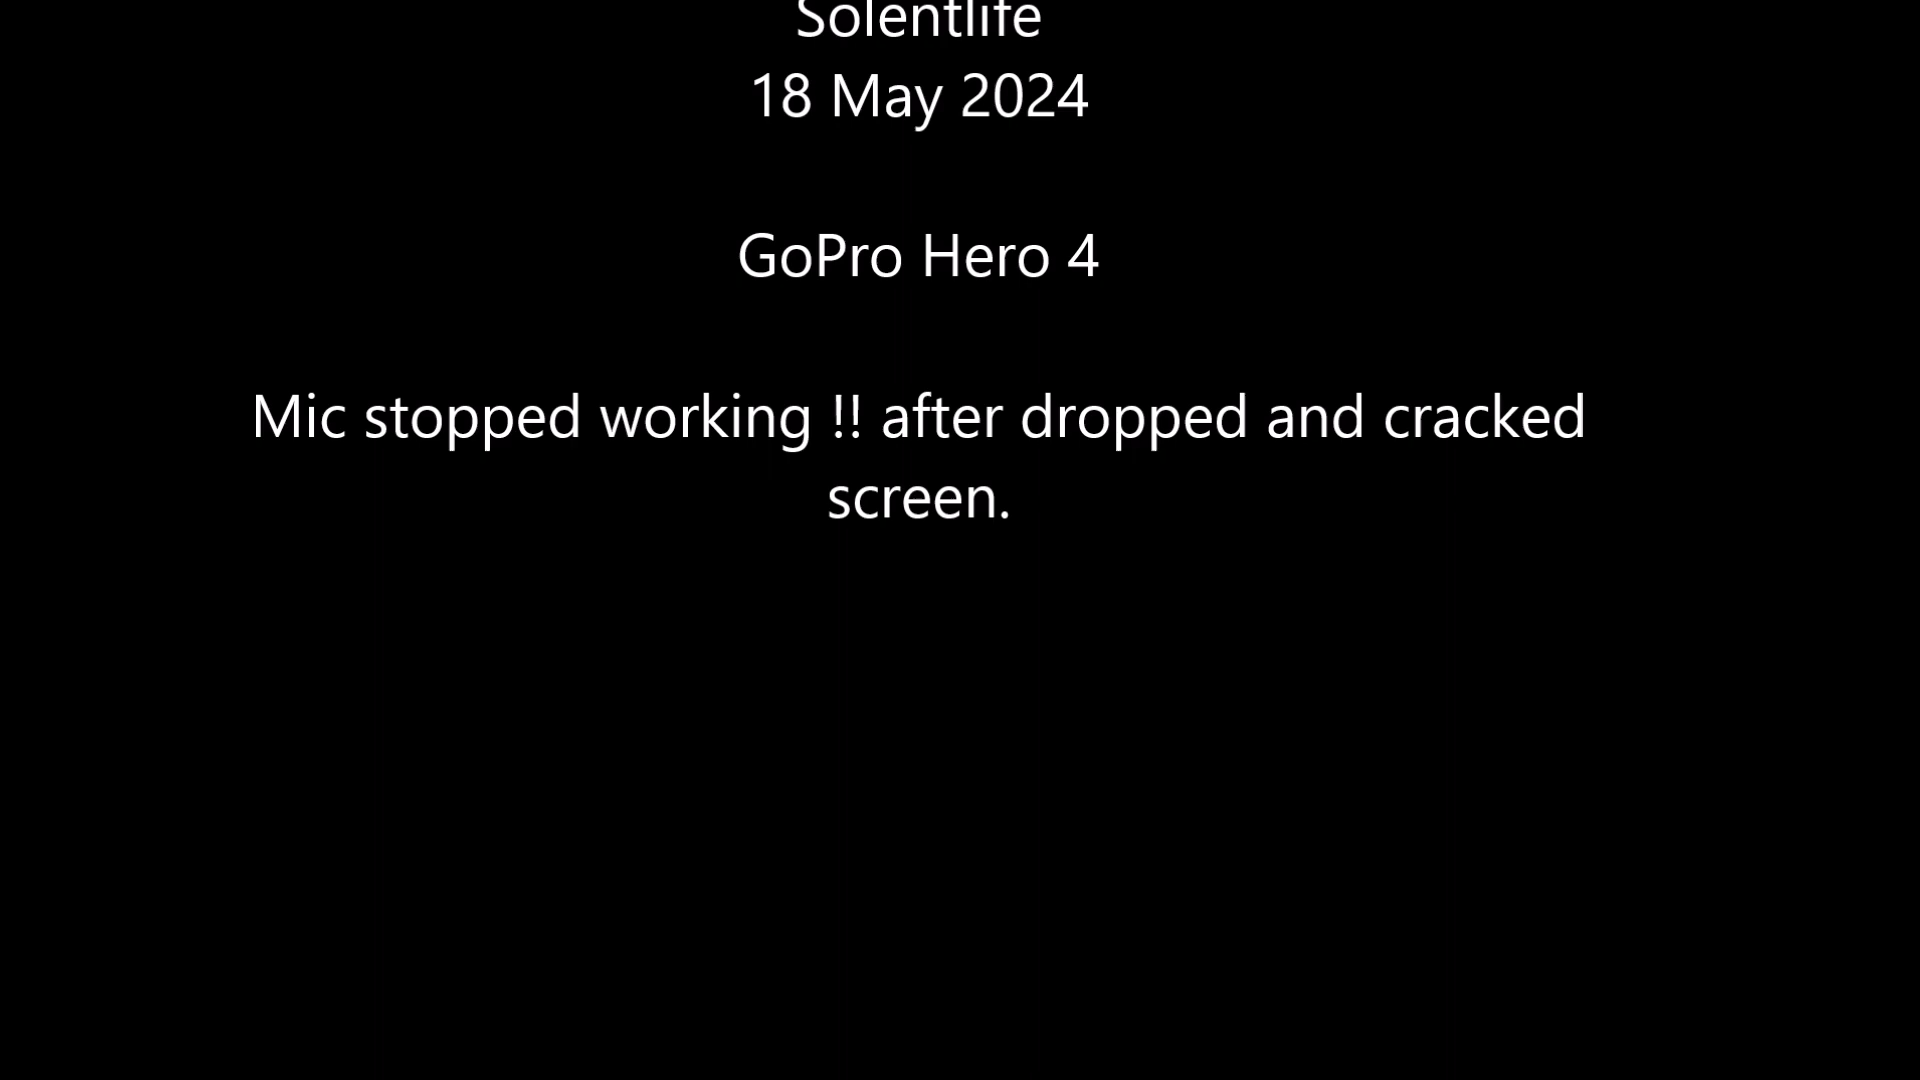 Solentlife
18 May 2024
GoPro Hero 4
Mic stopped working !! after dropped and cracked
screen.